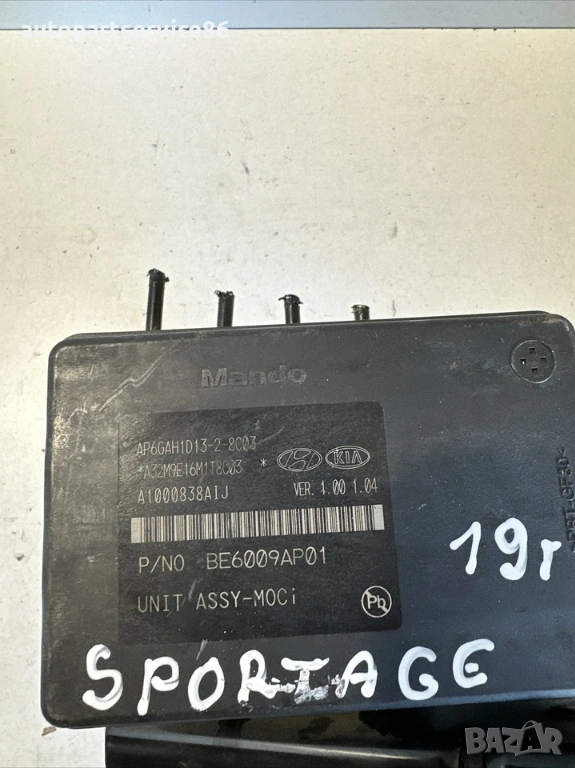 autopartservice86
Mando
AP6GAH1D13-2 8C03
*A32M9E16M1T8G03 *
KIA
A1000838AIJ VER. 1.00 1.04
P/NO BE6009AP01
UNIT ASSY-MOCi
Pb
19г
SPORTAGE
BAZAR